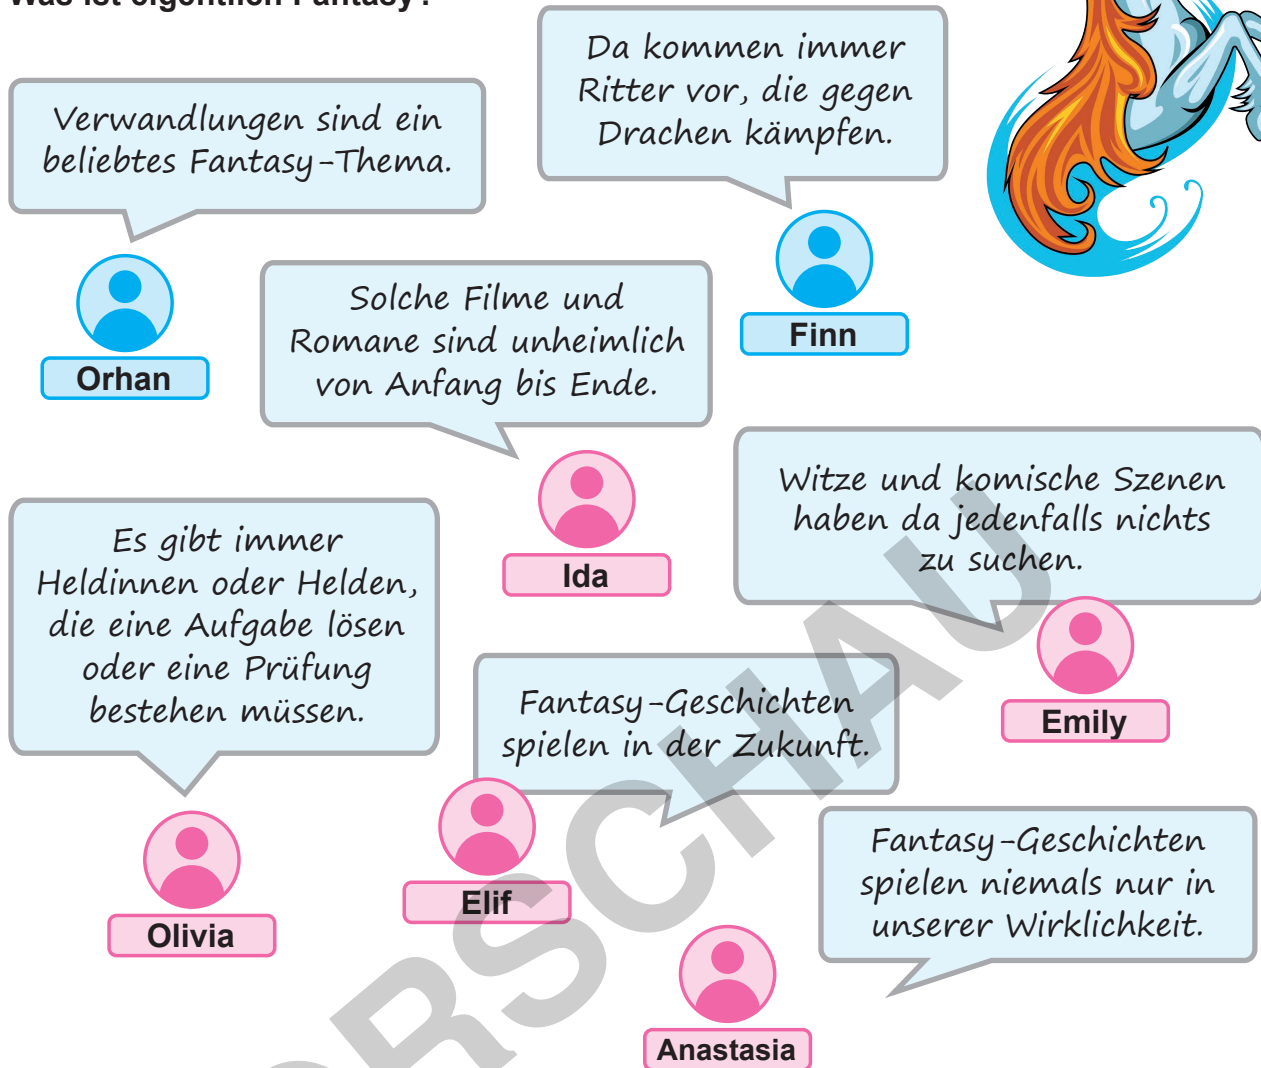 Was ist eigentlich Fantasy?
Da kommen immer
Ritter vor, die gegen
Drachen kämpfen.
Verwandlungen sind ein
beliebtes Fantasy-Thema.
Finn
Orhan
Solche Filme und
Romane sind unheimlich
von Anfang bis Ende.
Ida
Witze und komische Szenen
haben da jedenfalls nichts
zu suchen.
Emily
Es gibt immer
Heldinnen oder Helden,
die eine Aufgabe lösen
oder eine Prüfung
bestehen müssen.
Olivia
Fantasy-Geschichten
spielen in der Zukunft.
Elif
Fantasy-Geschichten
spielen niemals nur in
unserer Wirklichkeit.
Anastasia
ORSCHAU